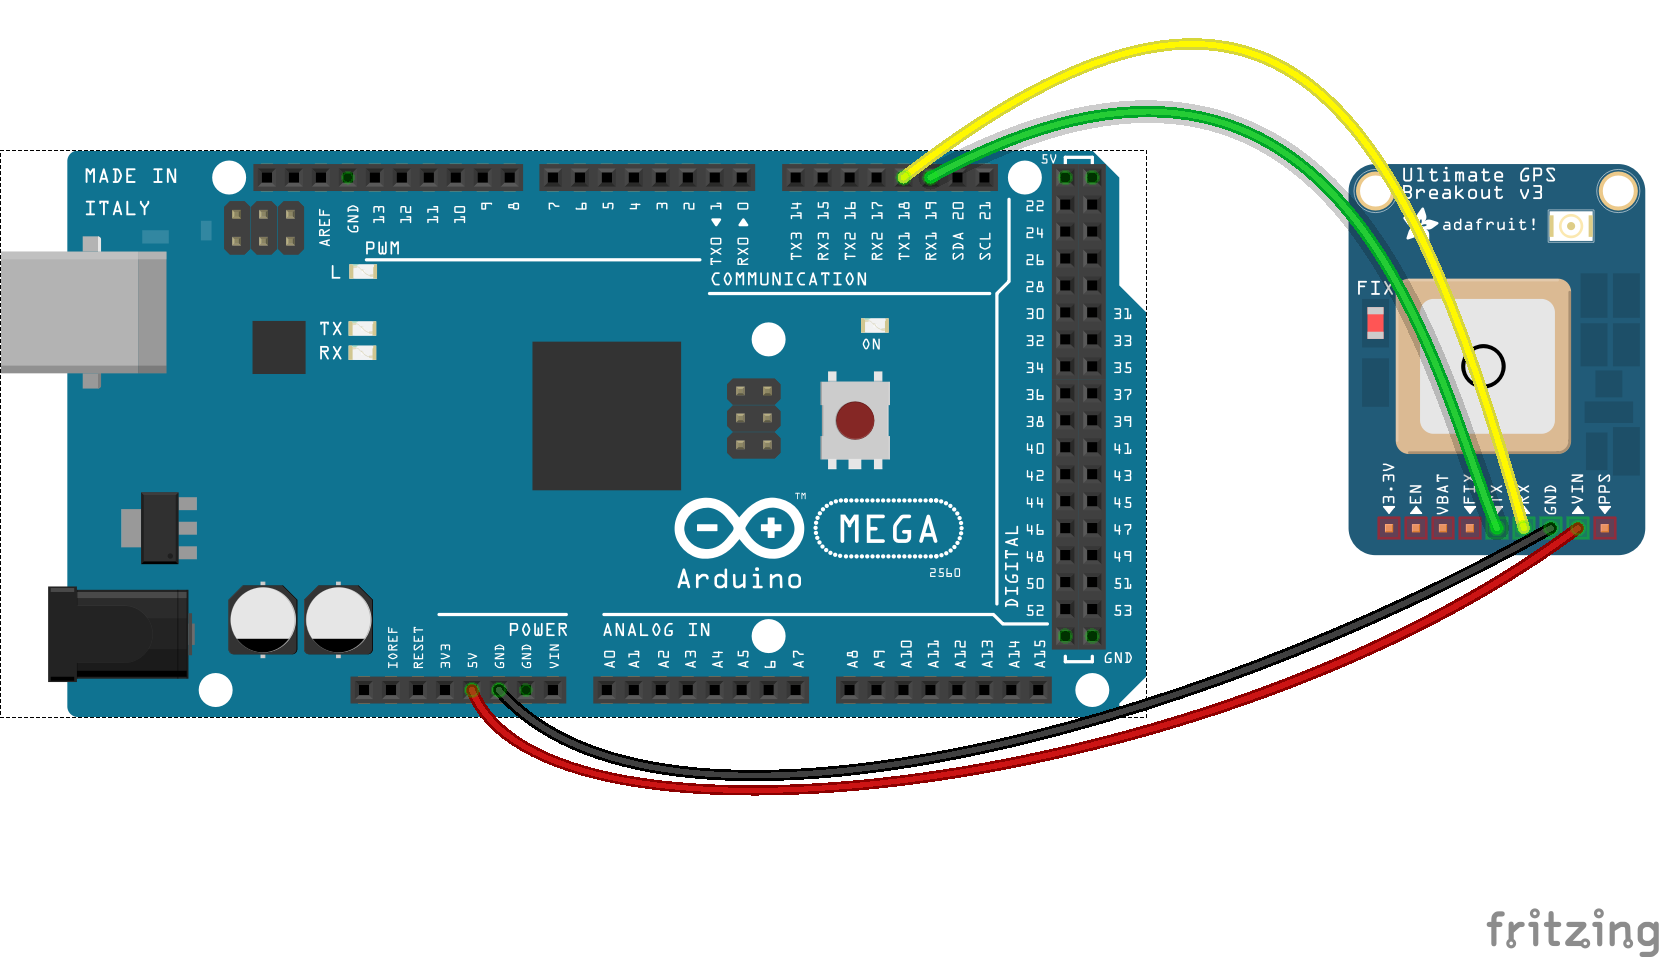 MADE IN
ITALY
AREF
GND
13
12
11
10
9
8
7
6
5
4
3
2
TX0 1
RX0 0
TX3 14
RX3 15
TX2 16
RX2 17
TX1 18
RX1 19
SDA 20
SCL 21
PWM
COMMUNICATION
L
TX
RX
ON
5V
22
24
26
28
30 31
32 33
34 35
36 37
38 39
40 41
42 43
44 45
46 47
48 49
50 51
52 53
GND
DIGITAL
TM
MEGA
Arduino
2560
POWER
ANALOG IN
IOREF
RESET
3V3
5V
GND
GND
VIN
A0
A1
A2
A3
A4
A5
6
A7
A8
A9
A10
A11
A12
A13
A14
A15
Ultimate GPS
Breakout v3
adafruit!
FIX
3.3V
EN
VBAT
FIX
TX
RX
GND
VIN
PPS
fritzing